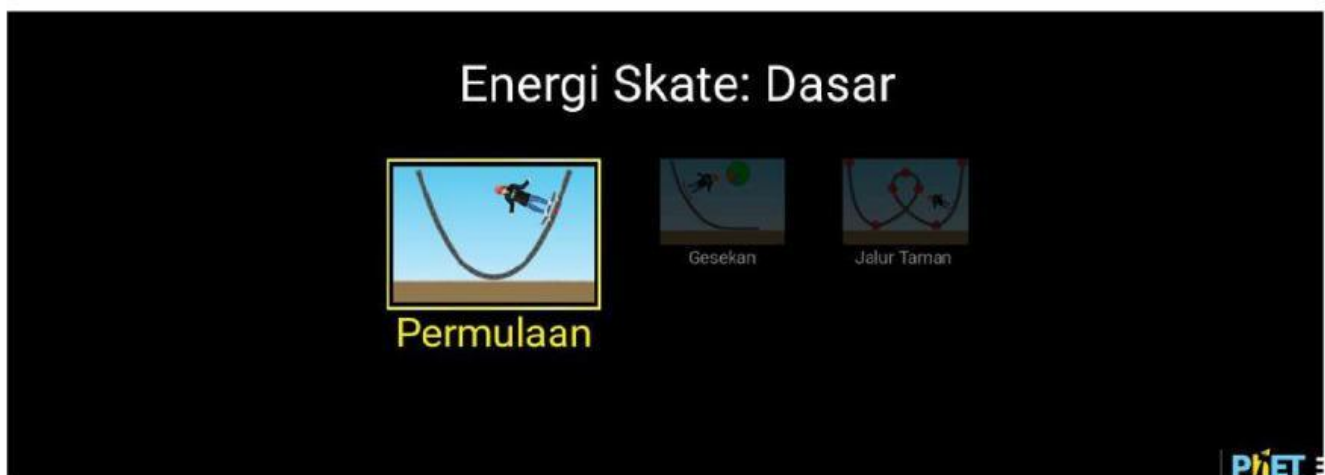 Energi Skate: Dasar
Permulaan
Gesekan
Jalur Taman
PhET